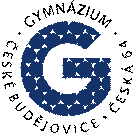 GYMNÁZIUM
ČESKÉ BUDĚJOVICE • ČESKÁ 64
G